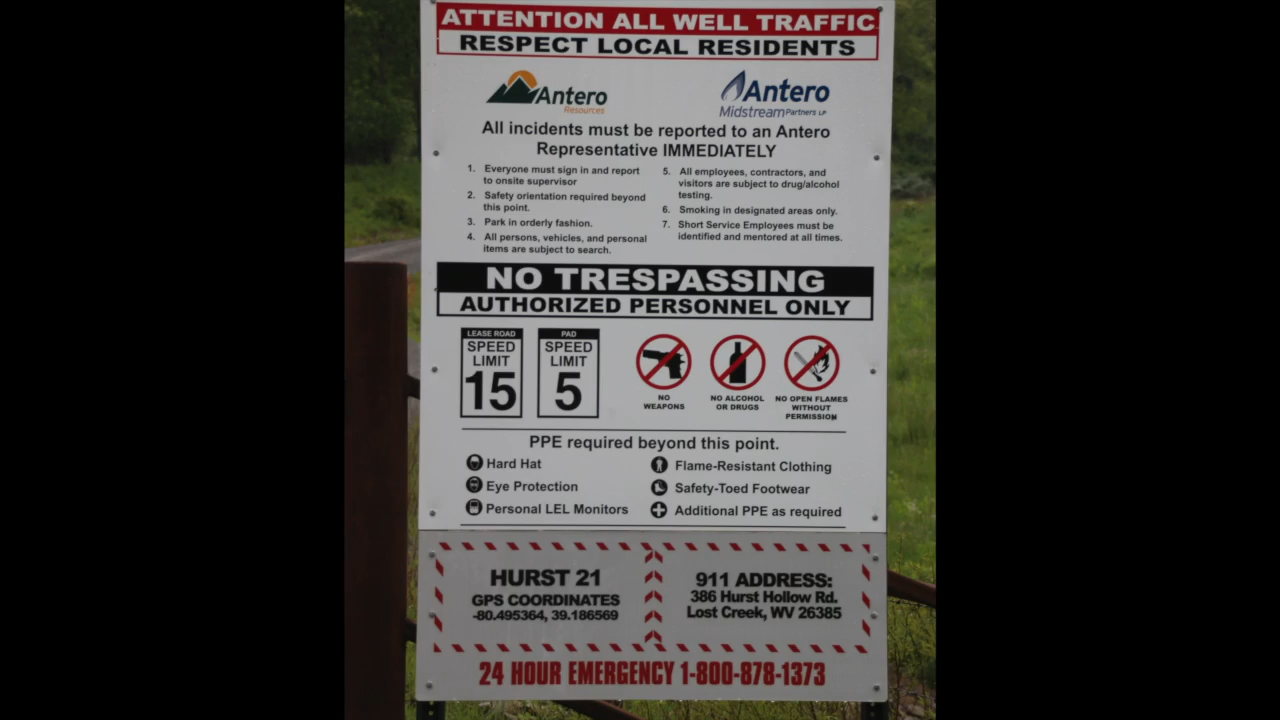 ATTENTION ALL WELL TRAFFIC
RESPECT LOCAL RESIDENTS
Antero
Resources
Antero
Midstream Partners LP
All incidents must be reported to an Antero
Representative IMMEDIATELY
1. Everyone must sign in and report
to onsite supervisor
2. Safety orientation required beyond
this point.
3. Park in orderly fashion.
4. All persons, vehicles, and personal
items are subject to search.
5. All employees, contractors, and
visitors are subject to drug/alcohol
testing.
6. Smoking in designated areas only.
7. Short Service Employees must be
identified and mentored at all times.
NO TRESPASSING
AUTHORIZED PERSONNEL ONLY
LEASE ROAD
SPEED
LIMIT
15
PAD
SPEED
LIMIT
5
NO
WEAPONS
NO ALCOHOL
OR DRUGS
NO OPEN FLAMES
WITHOUT
PERMISSION
PPE required beyond this point.
Hard Hat
Eye Protection
Personal LEL Monitors
Flame-Resistant Clothing
Safety-Toed Footwear
Additional PPE as required
HURST 21
GPS COORDINATES
-80.495364, 39.186569
911 ADDRESS:
386 Hurst Hollow Rd.
Lost Creek, WV 26385
24 HOUR EMERGENCY 1-800-878-1373